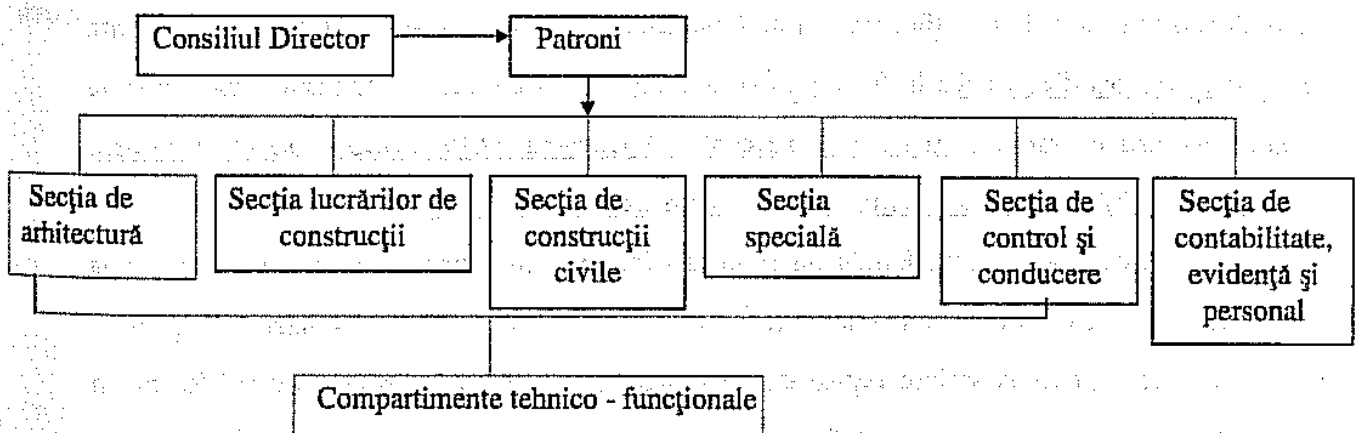 Consiliul Director
Patroni
Secţia de
arhitectură
Secţia lucrărilor de
construcţii
Secţia de
construcţii
civile
Secţia
specială
Secţia de
control şi
conducere
Secţia de
contabilitate,
evidenţă şi
personal
Compartimente tehnico - funcţionale